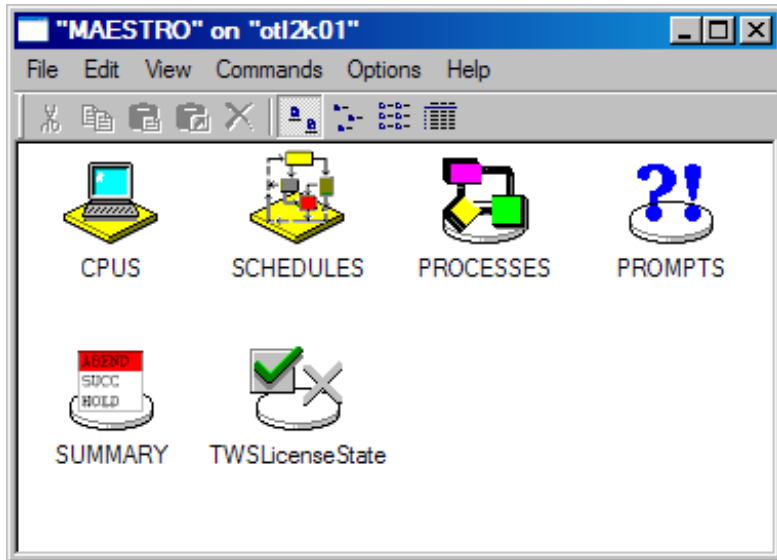 "MAESTRO" on "otl2k01"
File Edit View Commands Options Help
CPUS SCHEDULES PROCESSES PROMPTS
ABEND
SUCC
HOLD
SUMMARY TWSLicenseState